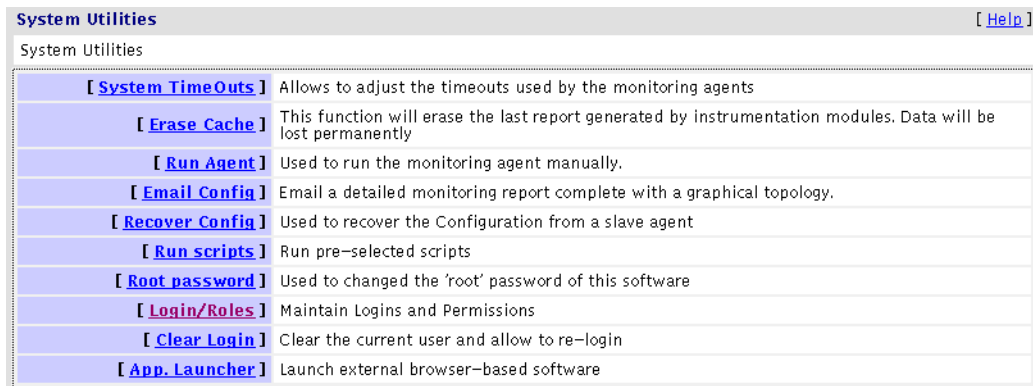 System Utilities [ Help ]
System Utilities
[ System TimeOuts ] Allows to adjust the timeouts used by the monitoring agents
[ Erase Cache ] This function will erase the last report generated by instrumentation modules. Data will be
lost permanently
[ Run Agent ] Used to run the monitoring agent manually.
[ Email Config ] Email a detailed monitoring report complete with a graphical topology.
[ Recover Config ] Used to recover the Configuration from a slave agent
[ Run scripts ] Run pre–selected scripts
[ Root password ] Used to changed the 'root' password of this software
[ Login/Roles ] Maintain Logins and Permissions
[ Clear Login ] Clear the current user and allow to re–login
[ App. Launcher ] Launch external browser–based software